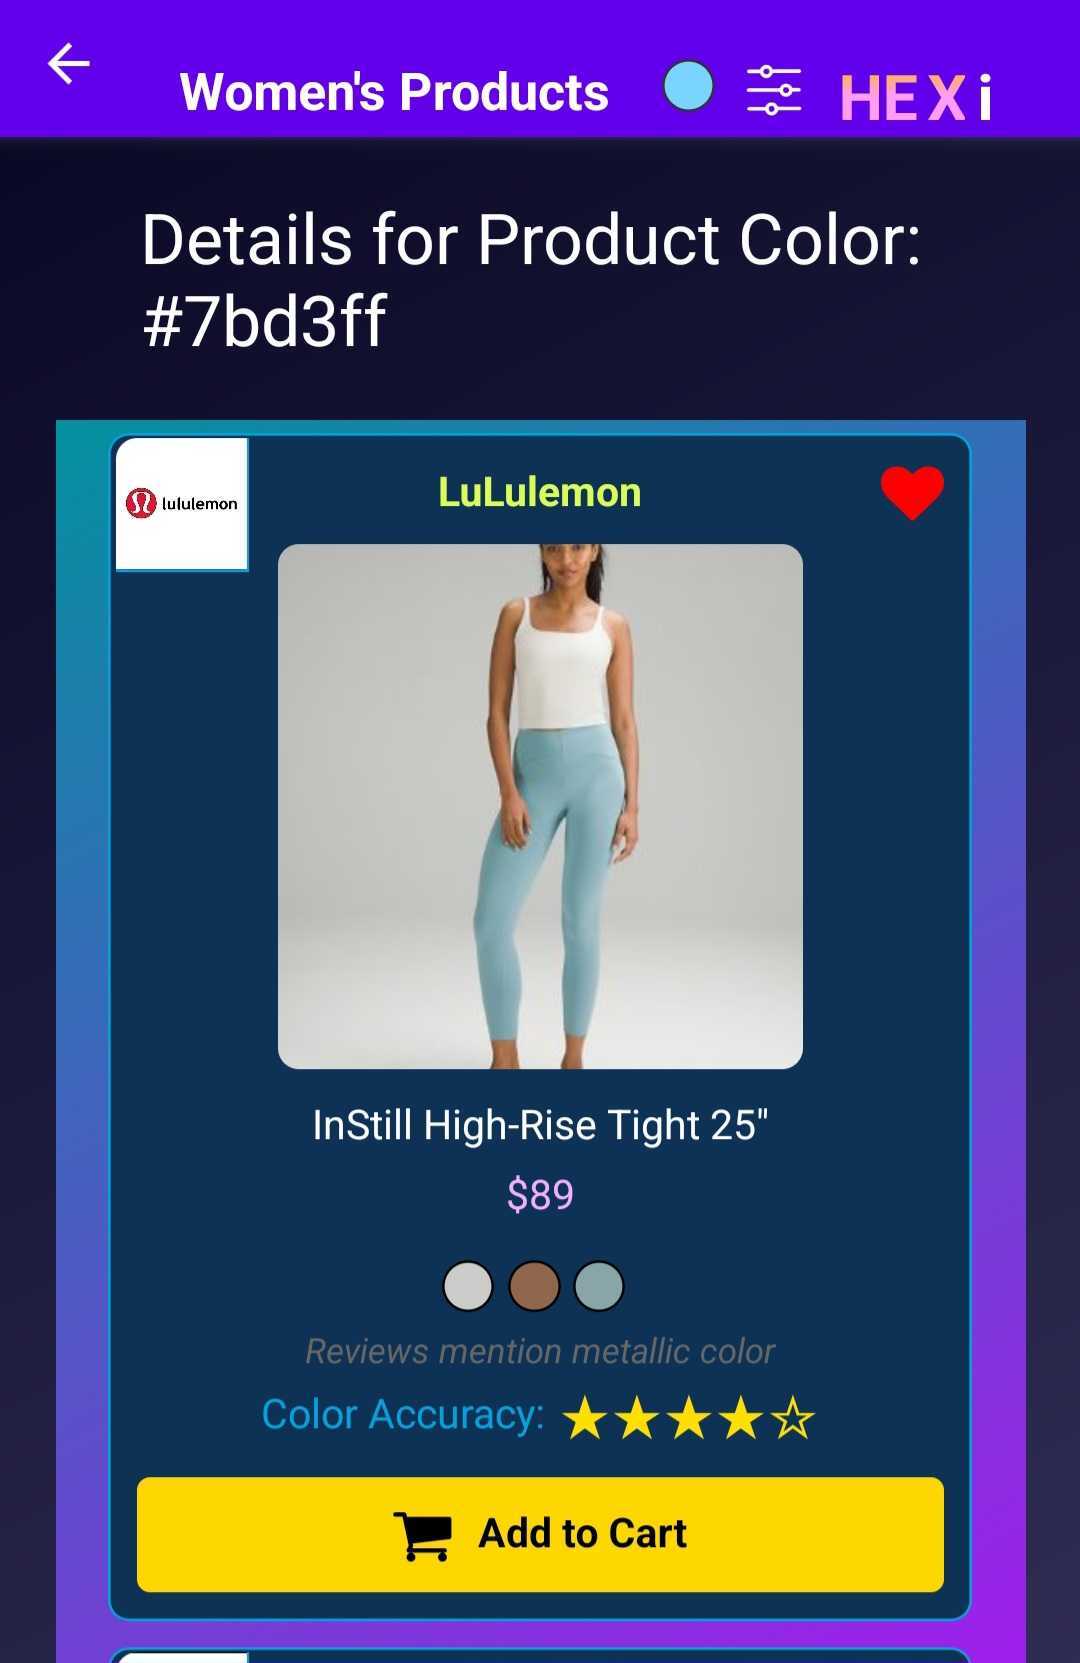 Women's Products
HEXi
Details for Product Color:
#7bd3ff
lululemon
LuLulemon
InStill High-Rise Tight 25"
$89
Reviews mention metallic color
Color Accuracy: ★★★★☆
Add to Cart